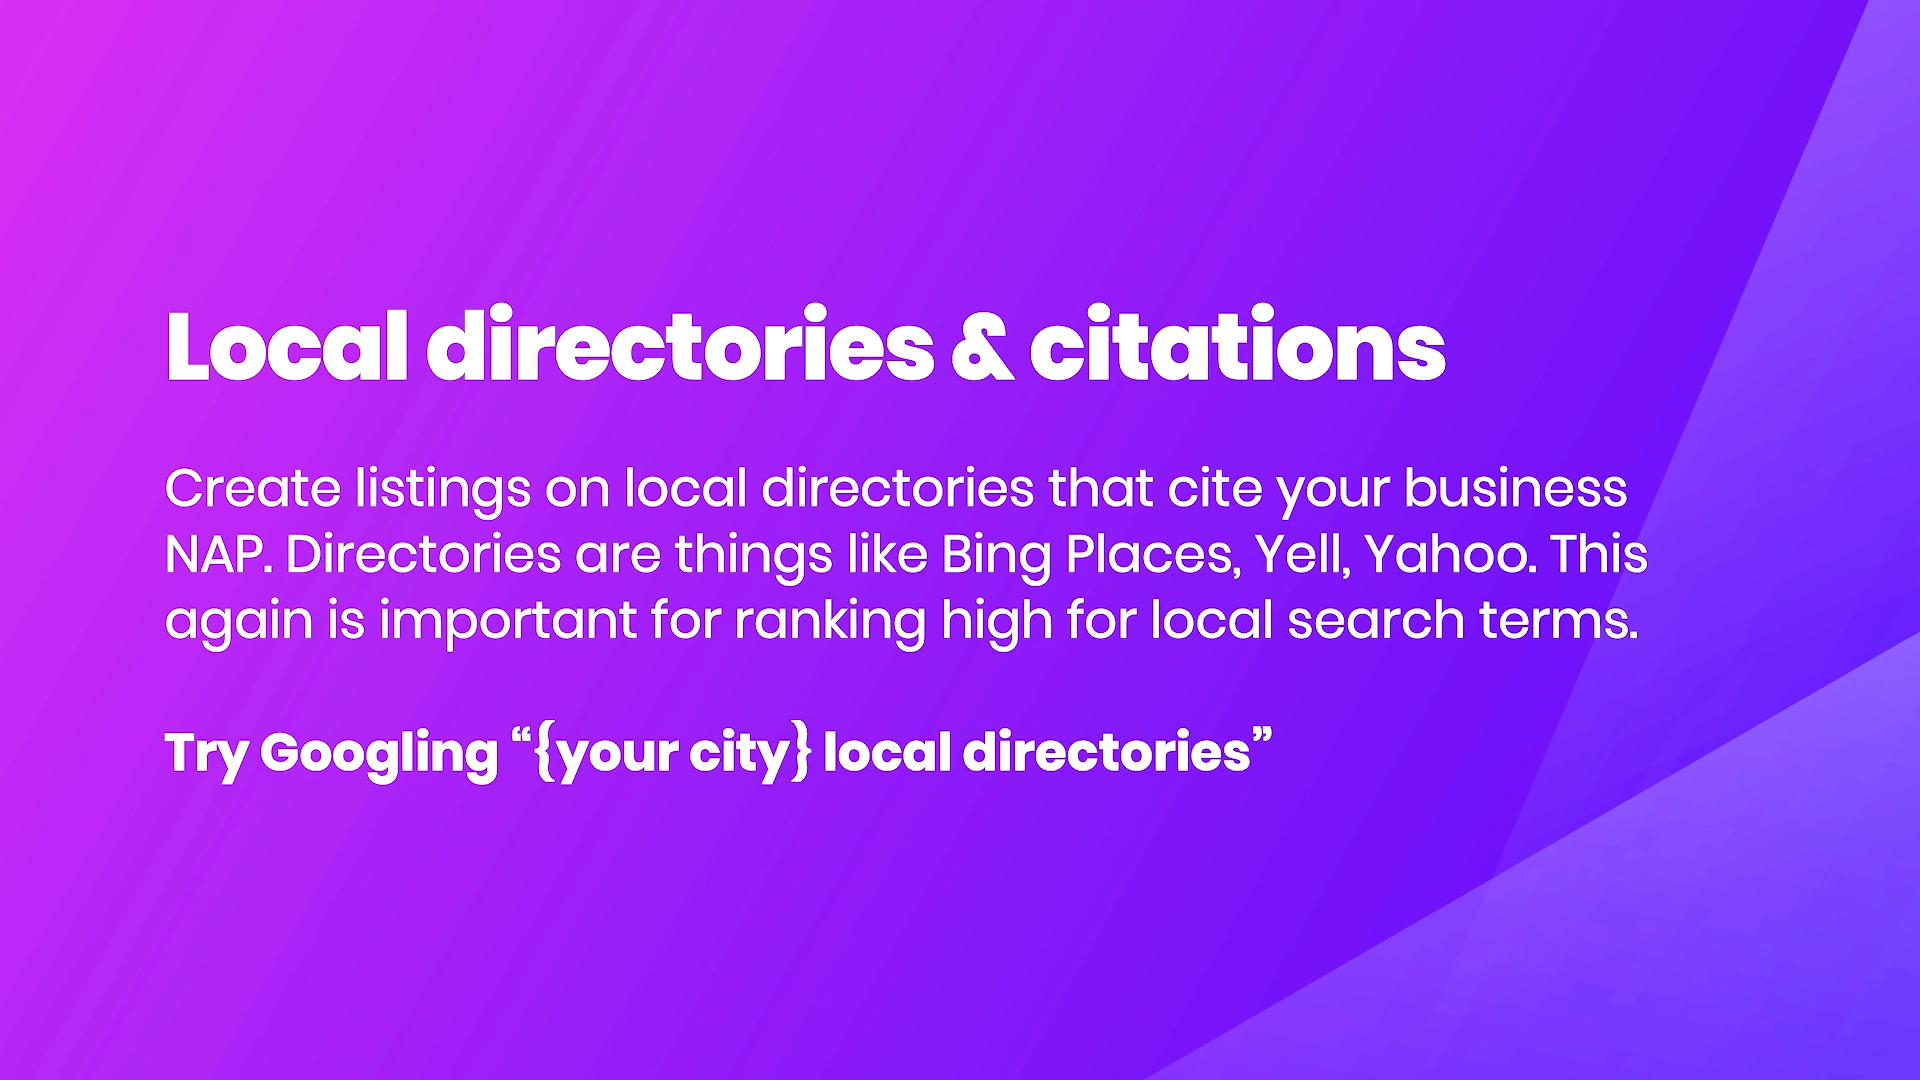 Local directories & citations
Create listings on local directories that cite your business
NAP. Directories are things like Bing Places, Yell, Yahoo. This
again is important for ranking high for local search terms.
Try Googling “{your city} local directories”